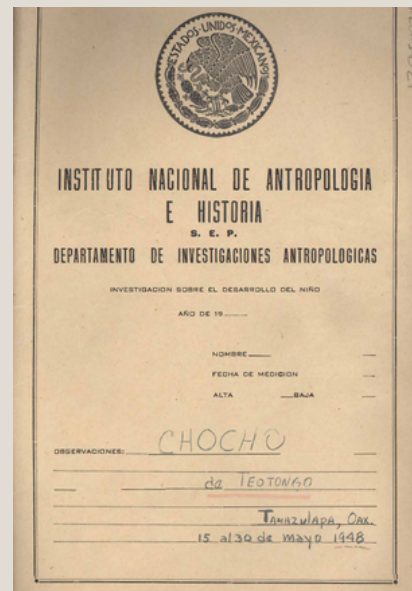 ESTADOS UNIDOS MEXICANOS
INSTITUTO NACIONAL DE ANTROPOLOGIA
E HISTORIA
S. E. P.
DEPARTAMENTO DE INVESTIGACIONES ANTROPOLOGICAS
INVESTIGACION SOBRE EL DESARROLLO DEL NIÑO
AÑO DE 19
NOMBRE
FECHA DE MEDICION
ALTA BAJA
OBSERVACIONES: CHOCHO
de TEOTONGO
TAMAZULAPA, OAX.
15 al 30 de mayo 1948